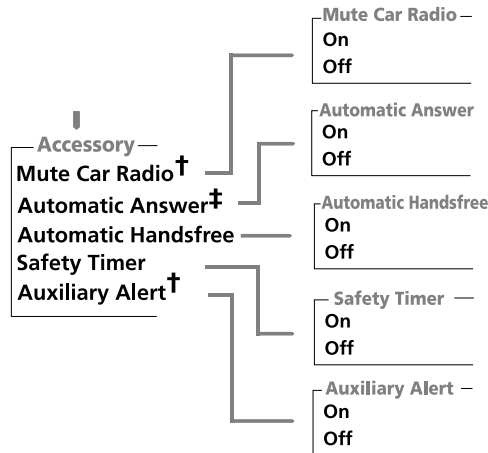 Accessory
Mute Car Radio†
Automatic Answer‡
Automatic Handsfree
Safety Timer
Auxiliary Alert†
Mute Car Radio
On
Off
Automatic Answer
On
Off
Automatic Handsfree
On
Off
Safety Timer
On
Off
Auxiliary Alert
On
Off